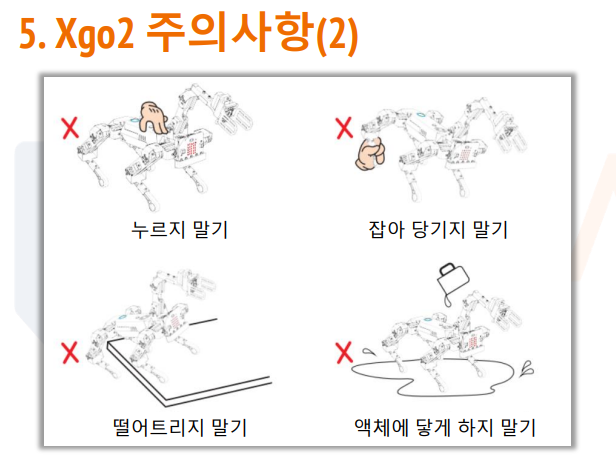 5. Xgo2 주의사항(2)
누르지 말기
잡아 당기지 말기
떨어트리지 말기
액체에 닿게 하지 말기